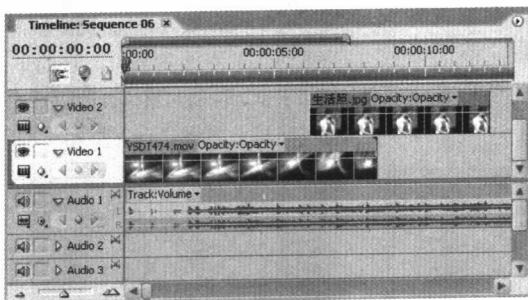 Timeline: Sequence 06 ×
00:00:00:00
:00:00 00:00:05:00 00:00:10:00
Video 2
生活照.jpg Opacity:Opacity
Video 1
YSDT474.mov Opacity:Opacity
Audio 1
Track:Volume
L
R
Audio 2
Audio 3